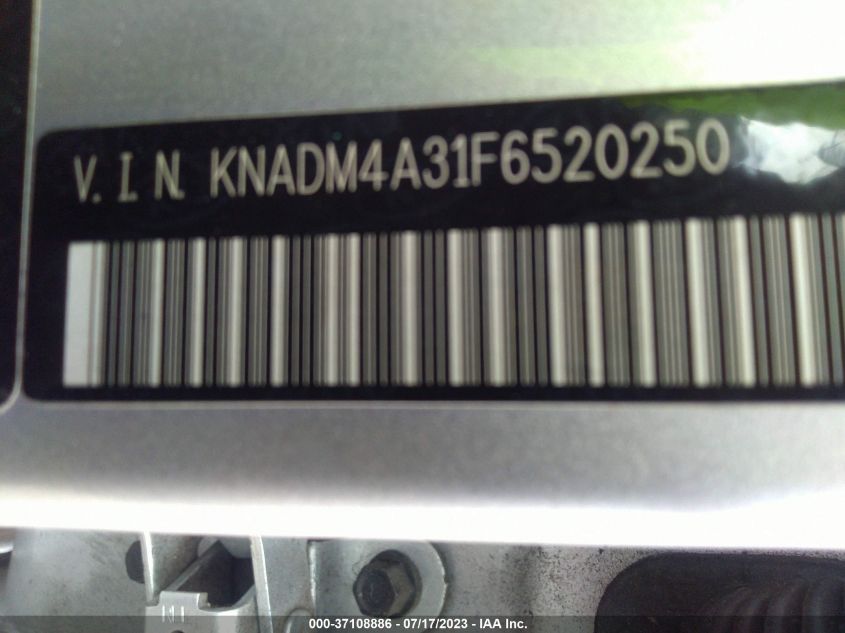 V. I. N. KNADM4A31F6520250
000-37108886 - 07/17/2023 - IAA Inc.